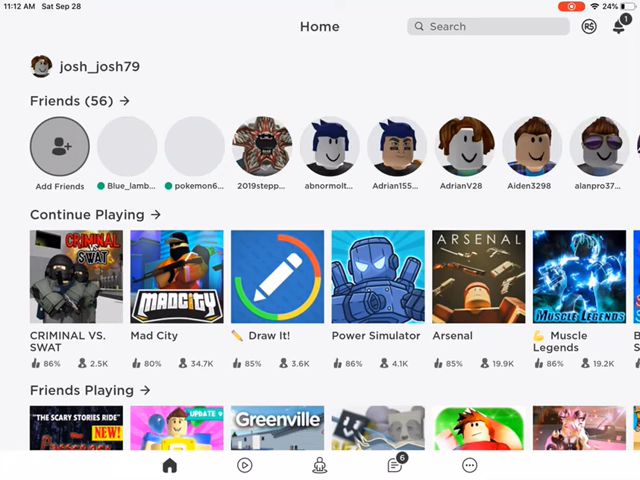 11:12 AM Sat Sep 28
24%
Home
Search
R$
1
josh_josh79
Friends (56) →
Add Friends
Blue_lamb...
pokemon6...
2019stepp...
abnormolt...
Adrian155...
AdrianV28
Aiden3298
alanpro37...
Continue Playing →
CRIMINAL VS. SWAT
MADCITY
ARSENAL
MUSCLE LEGENDS
CRIMINAL VS.
SWAT
Mad City
✏️ Draw It!
Power Simulator
Arsenal
💪 Muscle
Legends
86% 2.5K
80% 34.7K
85% 3.6K
86% 4.1K
85% 19.9K
86% 19.2K
Friends Playing →
"THE SCARY STORIES RIDE"
NEW!
UPDATE 9
Greenville
6